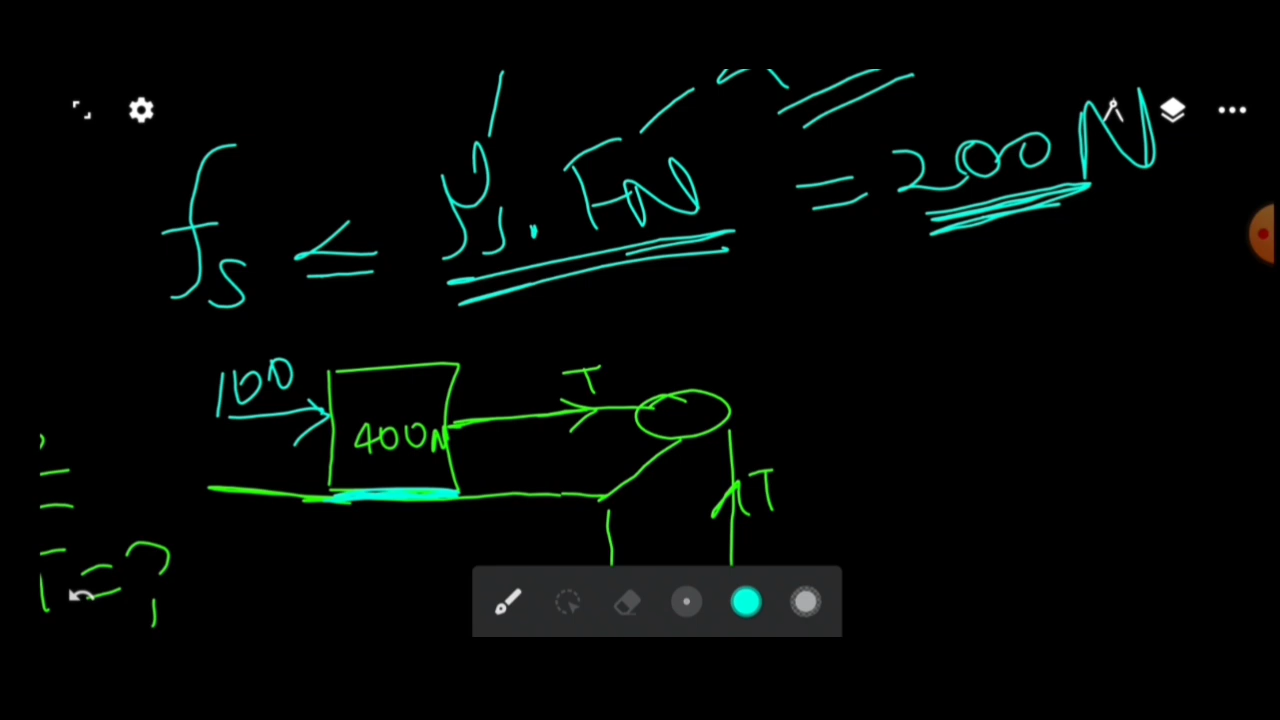 fs ≤ μs. FN = 200N
100
T
400N
T
= ?